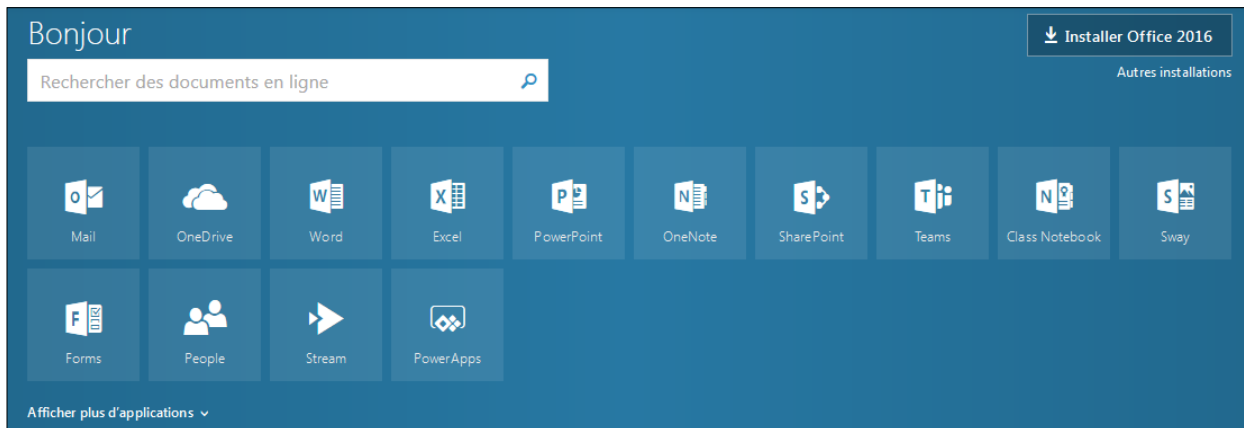 Bonjour
Installer Office 2016
Rechercher des documents en ligne
Autres installations
Mail OneDrive Word Excel PowerPoint OneNote SharePoint Teams Class Notebook Sway
Forms People Stream PowerApps
Afficher plus d'applications